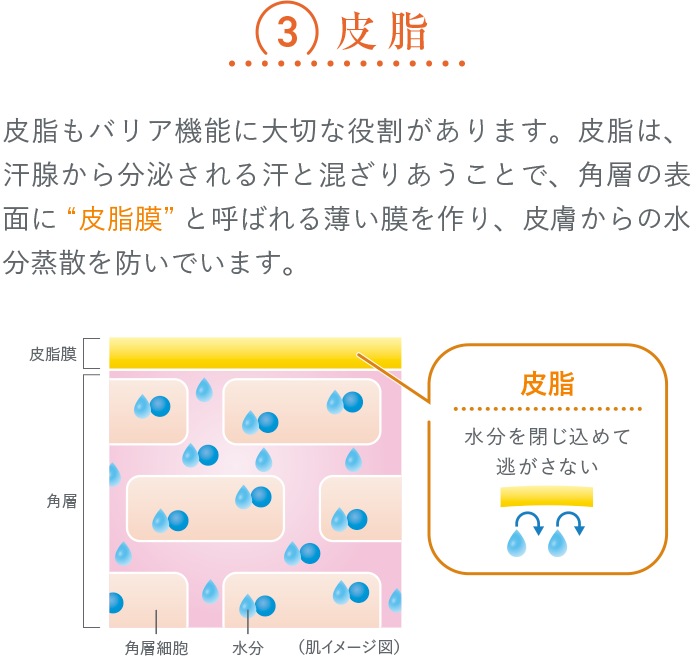 ③ 皮脂
皮脂もバリア機能に大切な役割があります。皮脂は、
汗腺から分泌される汗と混ざりあうことで、角層の表
面に“皮脂膜”と呼ばれる薄い膜を作り、皮膚からの水
分蒸散を防いでいます。
皮脂膜
角層
皮脂
水分を閉じ込めて
逃がさない
角層細胞
水分
（肌イメージ図）